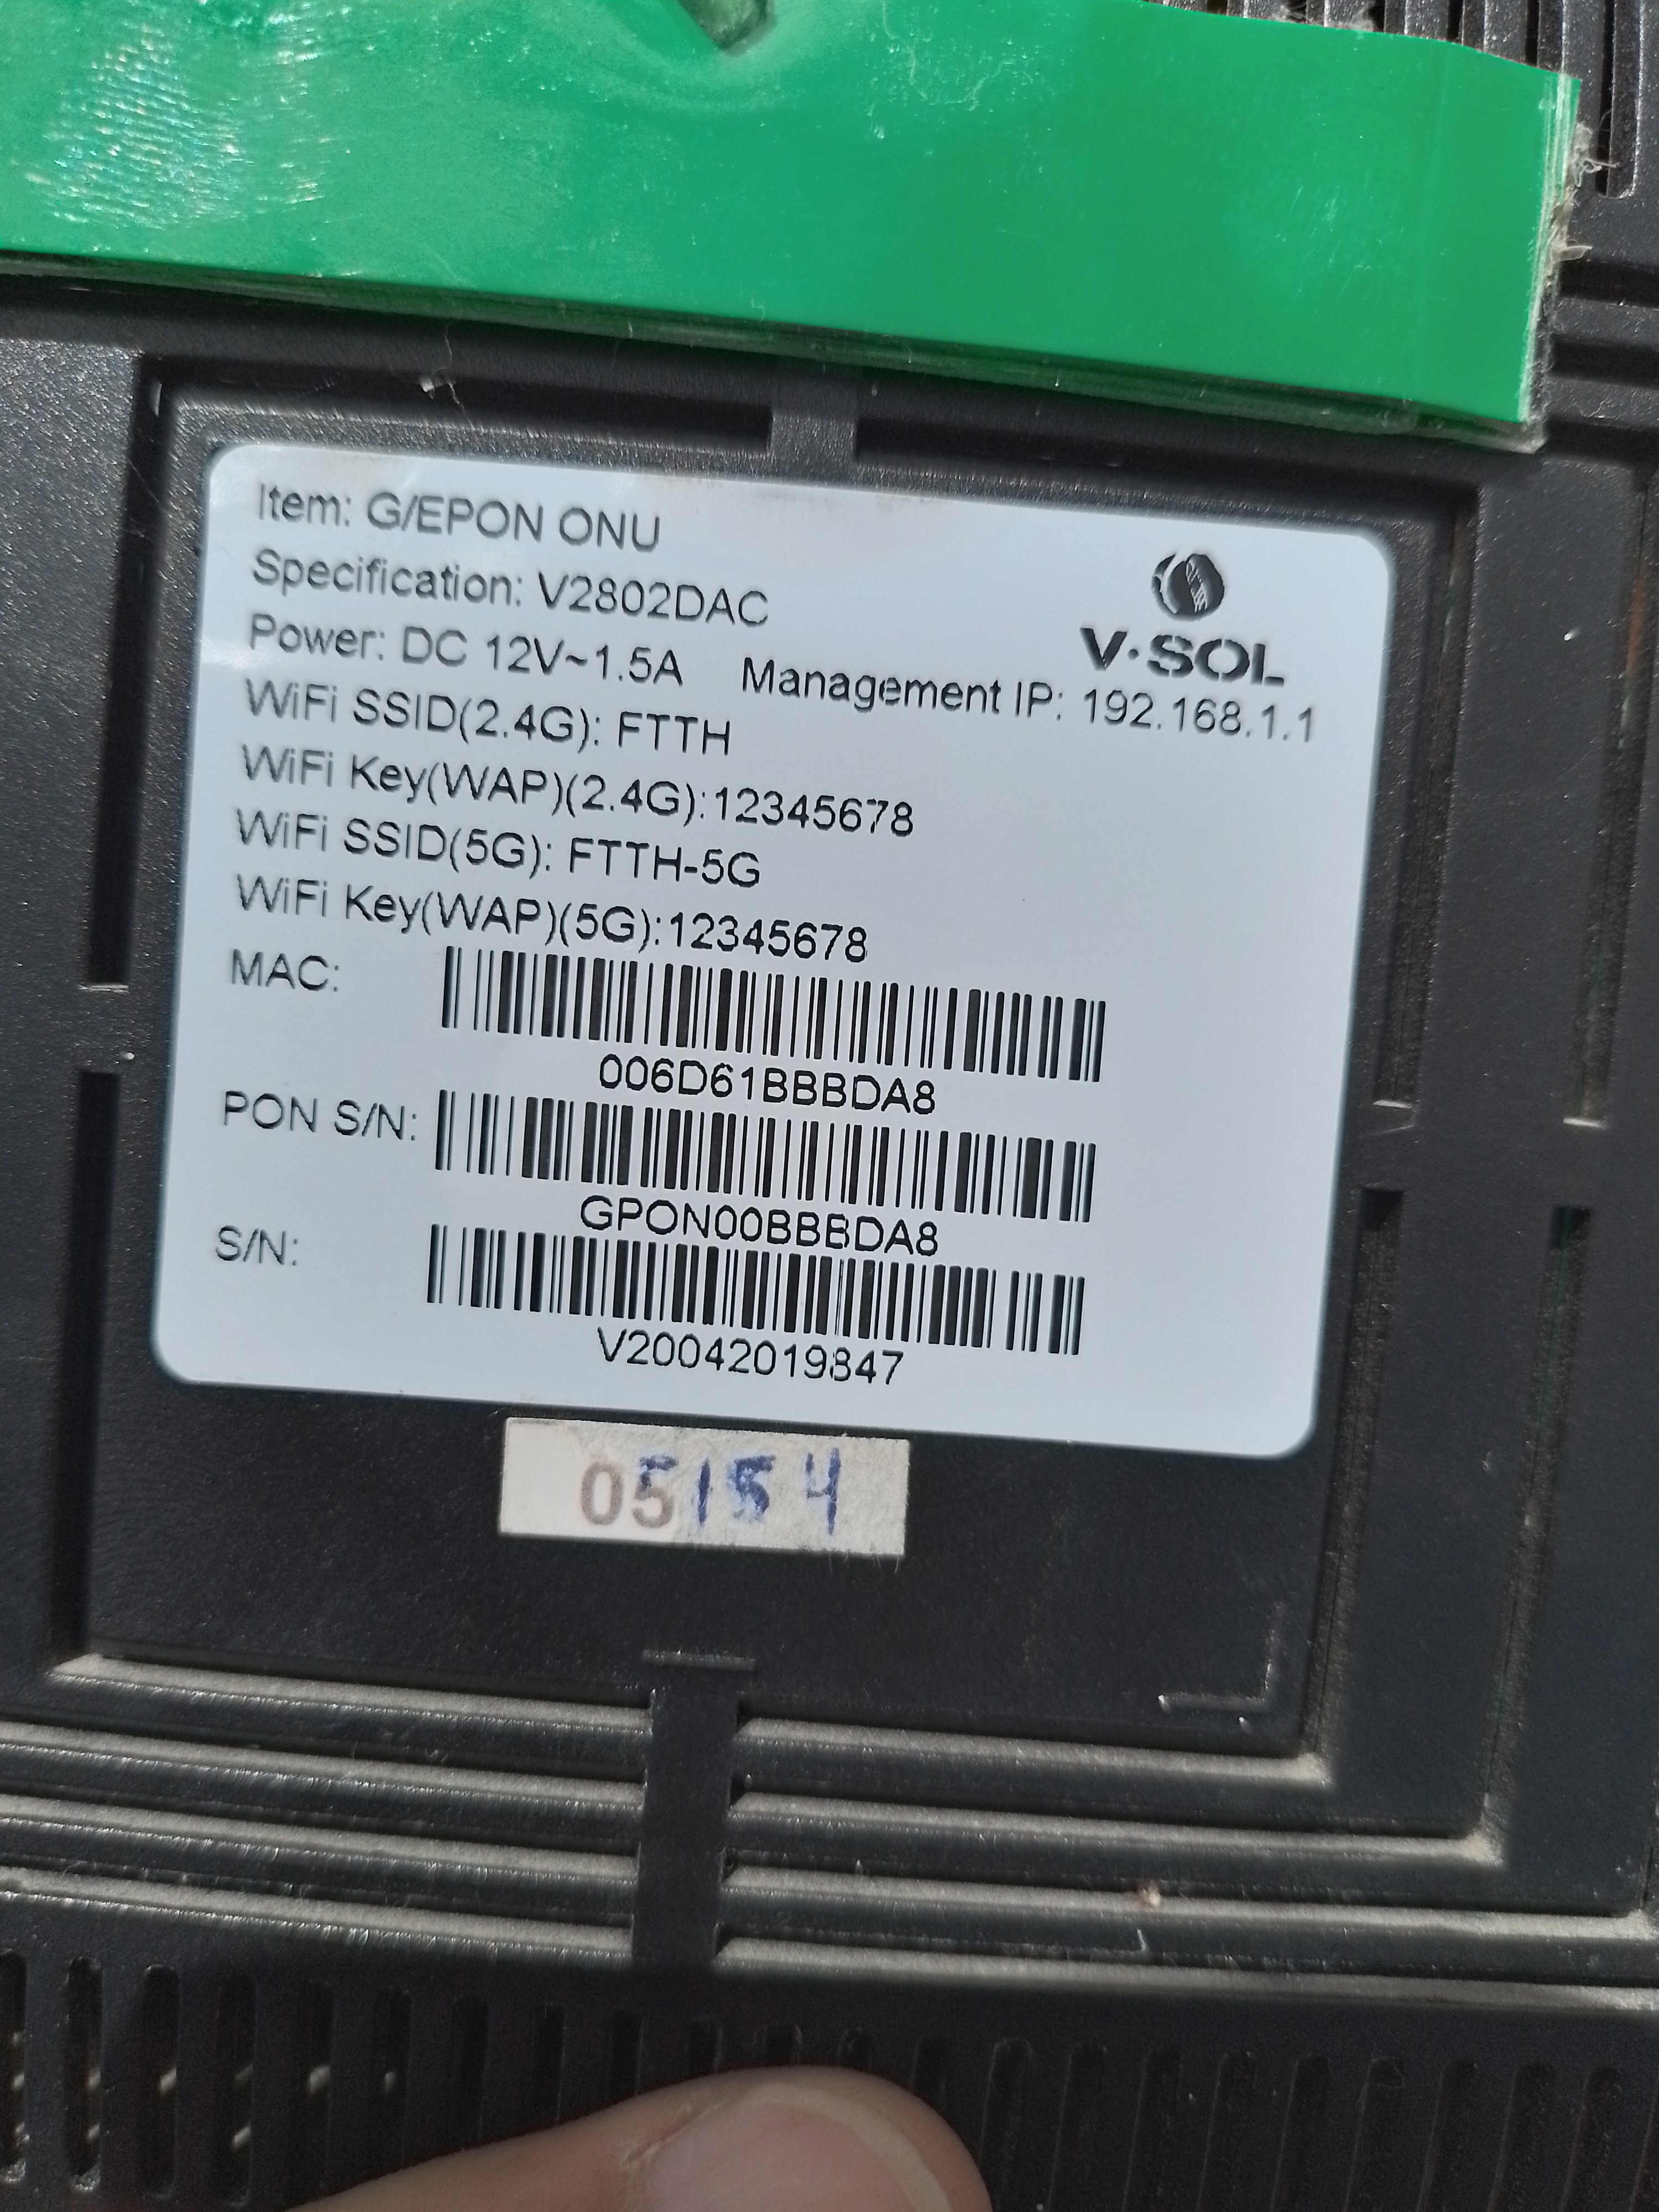 Item: G/EPON ONU
Specification: V2802DAC
V·SOL
Power: DC 12V~1.5A Management IP: 192.168.1.1
WiFi SSID(2.4G): FTTH
WiFi Key(WAP)(2.4G):12345678
WiFi SSID(5G): FTTH-5G
WiFi Key(WAP)(5G):12345678
MAC:
006D61BBBDA8
PON S/N:
GPON00BBBDA8
S/N:
V20042019847
05154